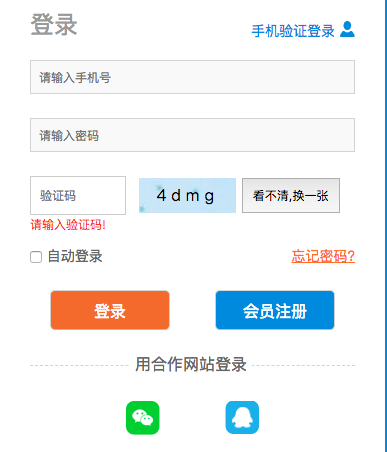 登录
手机验证登录
请输入手机号
请输入密码
验证码 4dmg 看不清,换一张
请输入验证码!
自动登录 忘记密码?
登录 会员注册
用合作网站登录